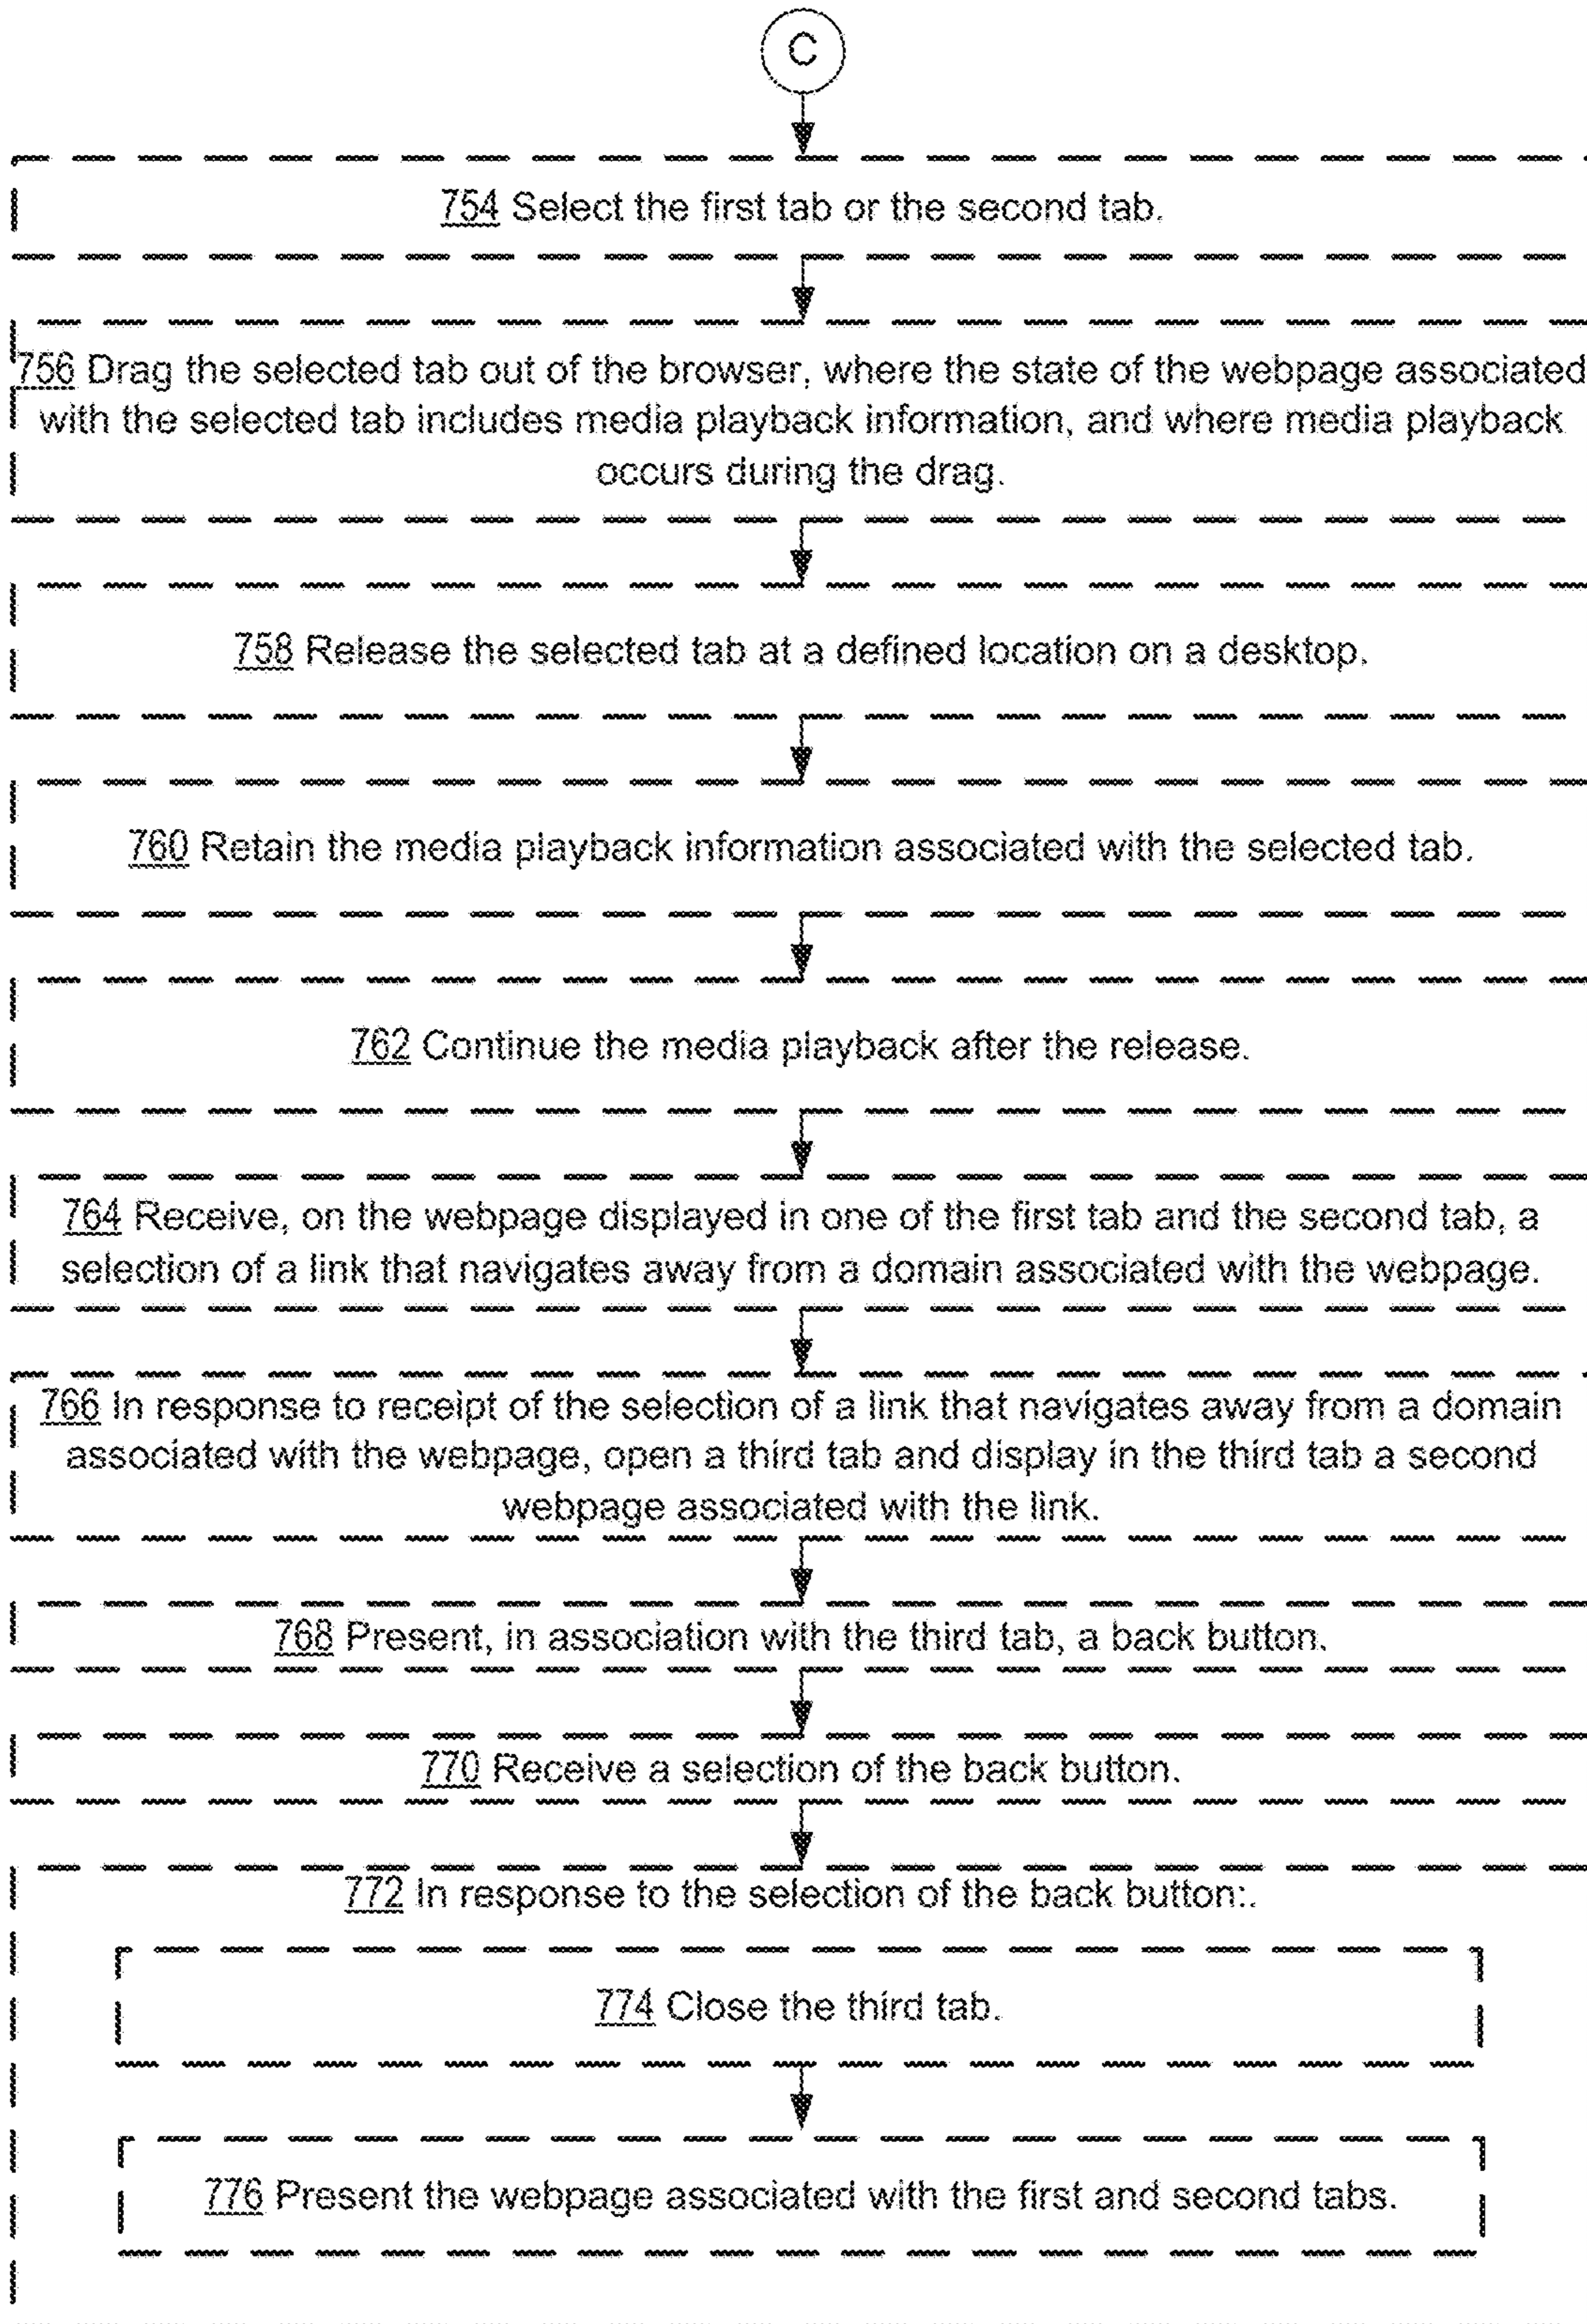 C
754 Select the first tab or the second tab.
756 Drag the selected tab out of the browser, where the state of the webpage associated
with the selected tab includes media playback information, and where media playback
occurs during the drag.
758 Release the selected tab at a defined location on a desktop.
760 Retain the media playback information associated with the selected tab.
762 Continue the media playback after the release.
764 Receive, on the webpage displayed in one of the first tab and the second tab, a
selection of a link that navigates away from a domain associated with the webpage.
766 In response to receipt of the selection of a link that navigates away from a domain
associated with the webpage, open a third tab and display in the third tab a second
webpage associated with the link.
768 Present, in association with the third tab, a back button.
770 Receive a selection of the back button.
772 In response to the selection of the back button:.
774 Close the third tab.
776 Present the webpage associated with the first and second tabs.